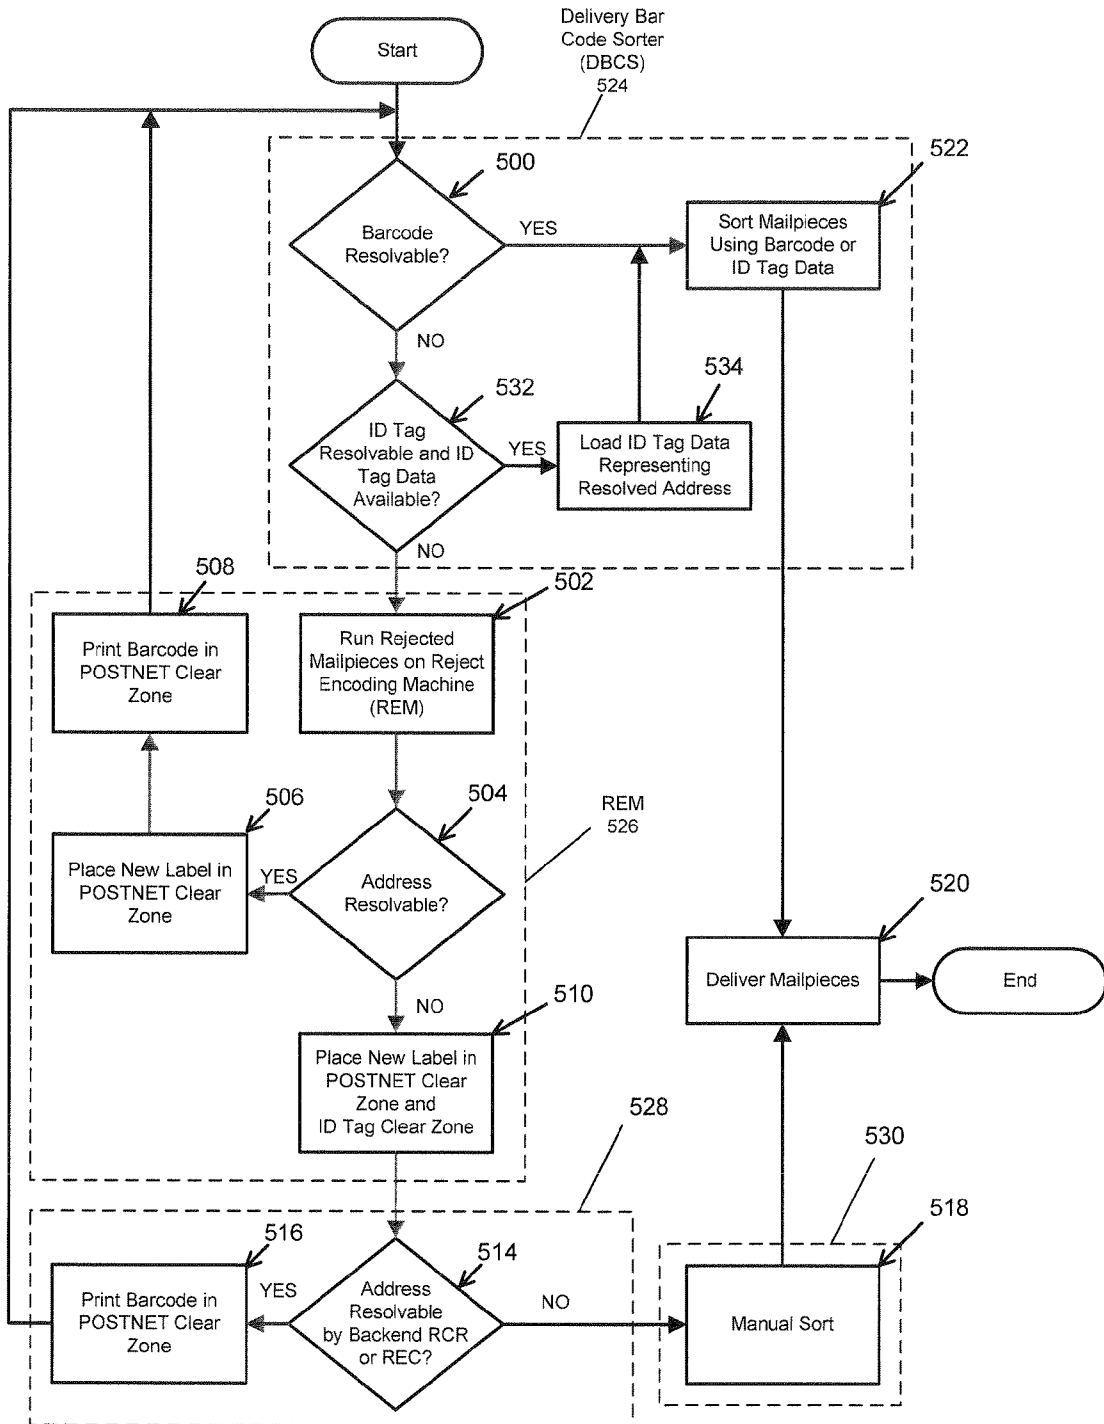 Start
Delivery Bar
Code Sorter
(DBCS)
524
500
522
Barcode
Resolvable?
YES
Sort Mailpieces
Using Barcode or
ID Tag Data
NO
532
534
ID Tag
Resolvable and ID
Tag Data
Available?
YES
Load ID Tag Data
Representing
Resolved Address
NO
508
502
Print Barcode in
POSTNET Clear
Zone
Run Rejected
Mailpieces on Reject
Encoding Machine
(REM)
506
504
REM
526
Place New Label in
POSTNET Clear
Zone
YES
Address
Resolvable?
520
Deliver Mailpieces
End
NO
510
Place New Label in
POSTNET Clear
Zone and
ID Tag Clear Zone
528
530
516
514
518
Print Barcode in
POSTNET Clear
Zone
YES
Address
Resolvable
by Backend RCR
or REC?
NO
Manual Sort